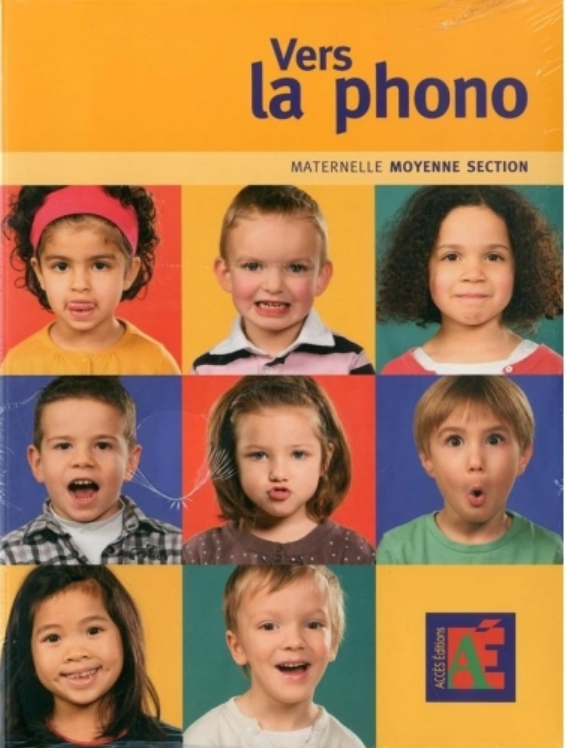 Vers
la phono
MATERNELLE MOYENNE SECTION
ACCÈS Éditions
AÉ